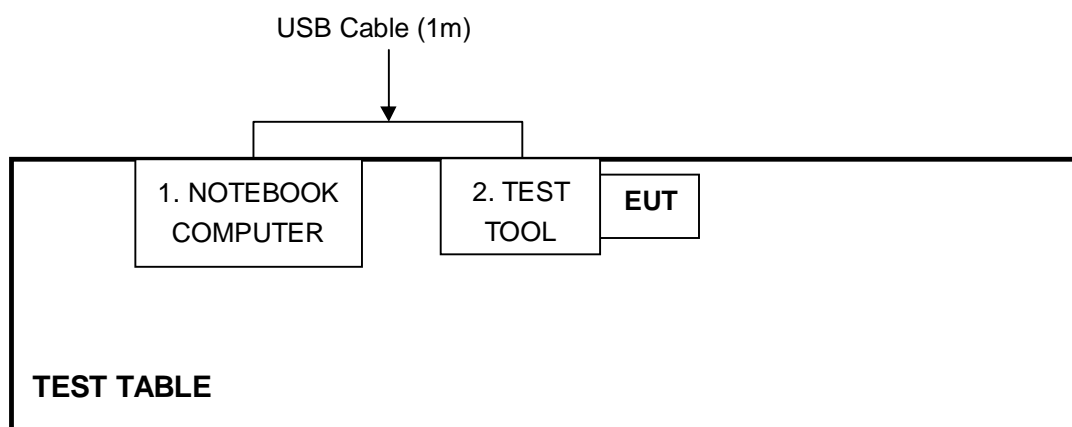 USB Cable (1m)
1. NOTEBOOK
COMPUTER
2. TEST
TOOL
EUT
TEST TABLE